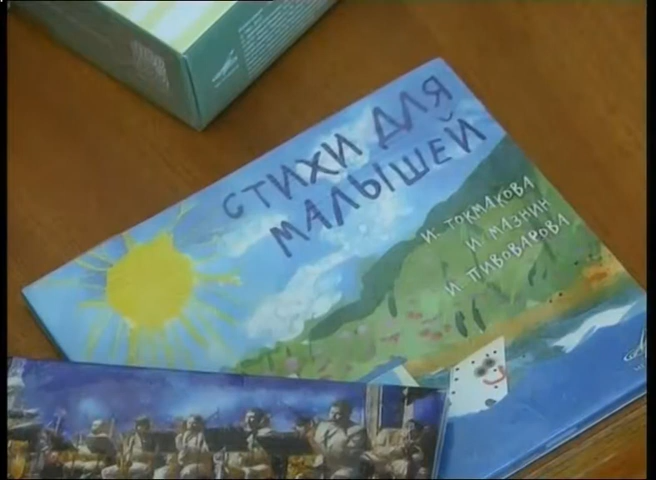 СТИХИ ДЛЯ
МАЛЫШЕЙ
И. ТОКМАКОВА
И. МАЗНИН
И. ПИВОВАРОВА